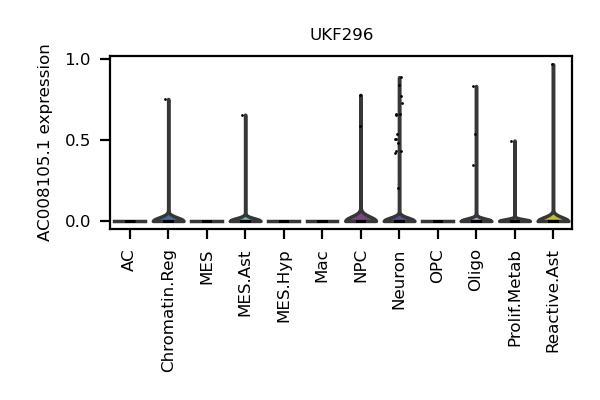 UKF296
AC008105.1 expression
1.0
0.5
0.0
AC
Chromatin.Reg
MES
MES.Ast
MES.Hyp
Mac
NPC
Neuron
OPC
Oligo
Prolif.Metab
Reactive.Ast